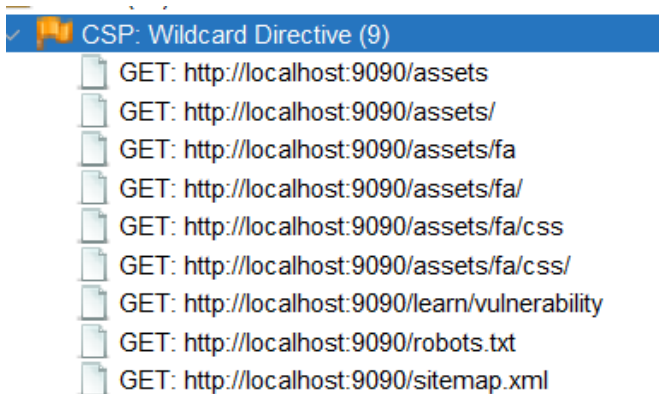 CSP: Wildcard Directive (9)
GET: http://localhost:9090/assets
GET: http://localhost:9090/assets/
GET: http://localhost:9090/assets/fa
GET: http://localhost:9090/assets/fa/
GET: http://localhost:9090/assets/fa/css
GET: http://localhost:9090/assets/fa/css/
GET: http://localhost:9090/learn/vulnerability
GET: http://localhost:9090/robots.txt
GET: http://localhost:9090/sitemap.xml